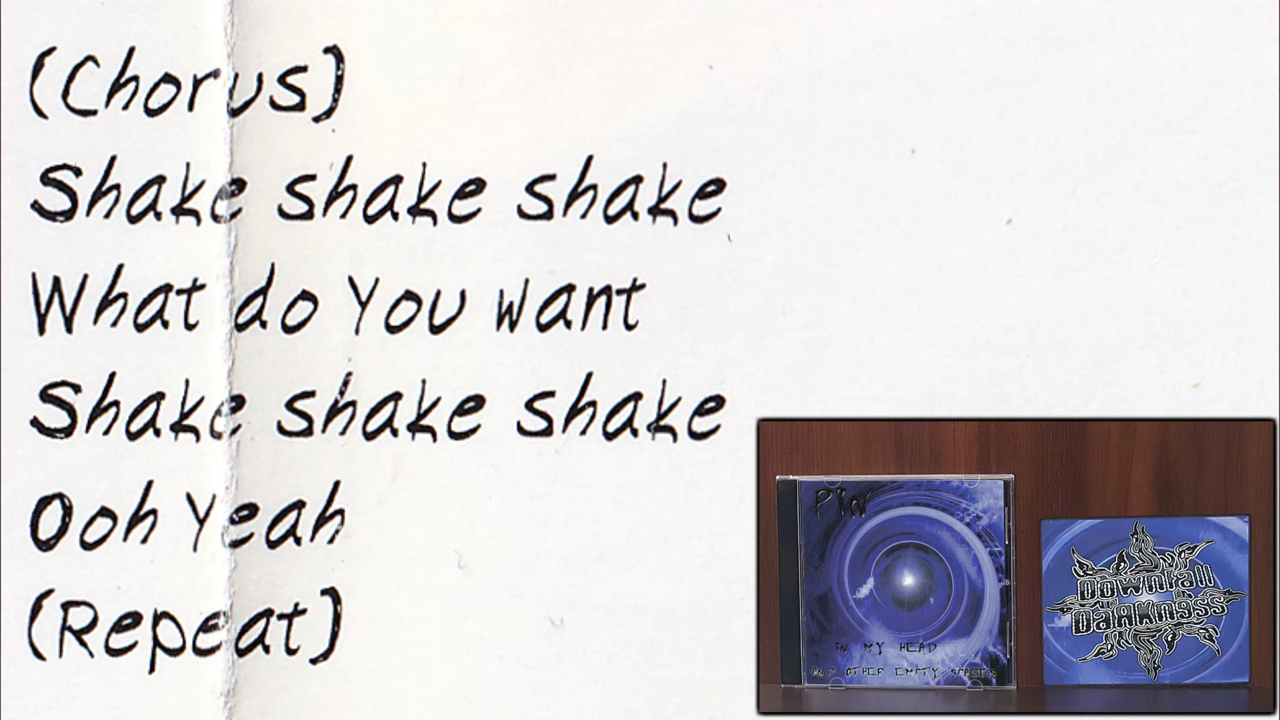 (Chorus)
Shake shake shake
What do You want
Shake shake shake
Ooh Yeah
(Repeat)
PIN
IN MY HEAD
AND OTHER EMPTY SPACES
Downfall
Darkness